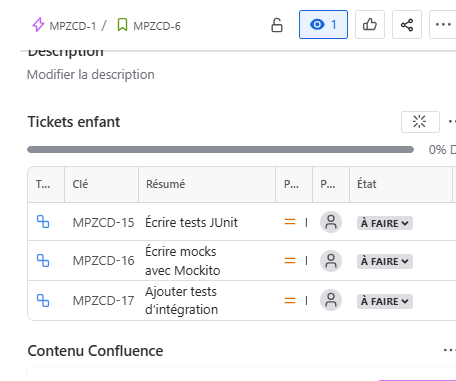 MPZCD-1 / MPZCD-6
1
Description
Modifier la description
Tickets enfant
0% D
T... Clé Résumé P... P... État
MPZCD-15 Écrire tests JUnit À FAIRE
MPZCD-16 Écrire mocks
avec Mockito À FAIRE
MPZCD-17 Ajouter tests
d'intégration À FAIRE
Contenu Confluence